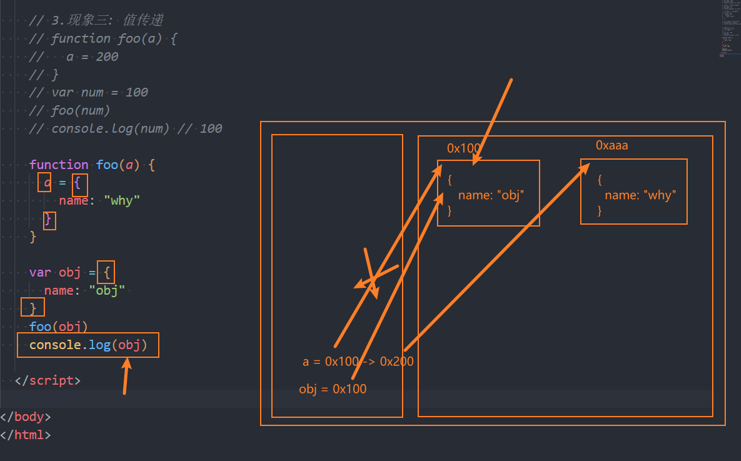 // 3.现象三: 值传递
// function foo(a) {
//   a = 200
// }
// var num = 100
// foo(num)
// console.log(num) // 100
function foo(a) {
a = {
name: "why"
}
}
var obj = {
name: "obj"
}
foo(obj)
console.log(obj)
</script>
</body>
</html>
0x100
0xaaa
{
name: "obj"
}
{
name: "why"
}
a = 0x100 -> 0x200
obj = 0x100